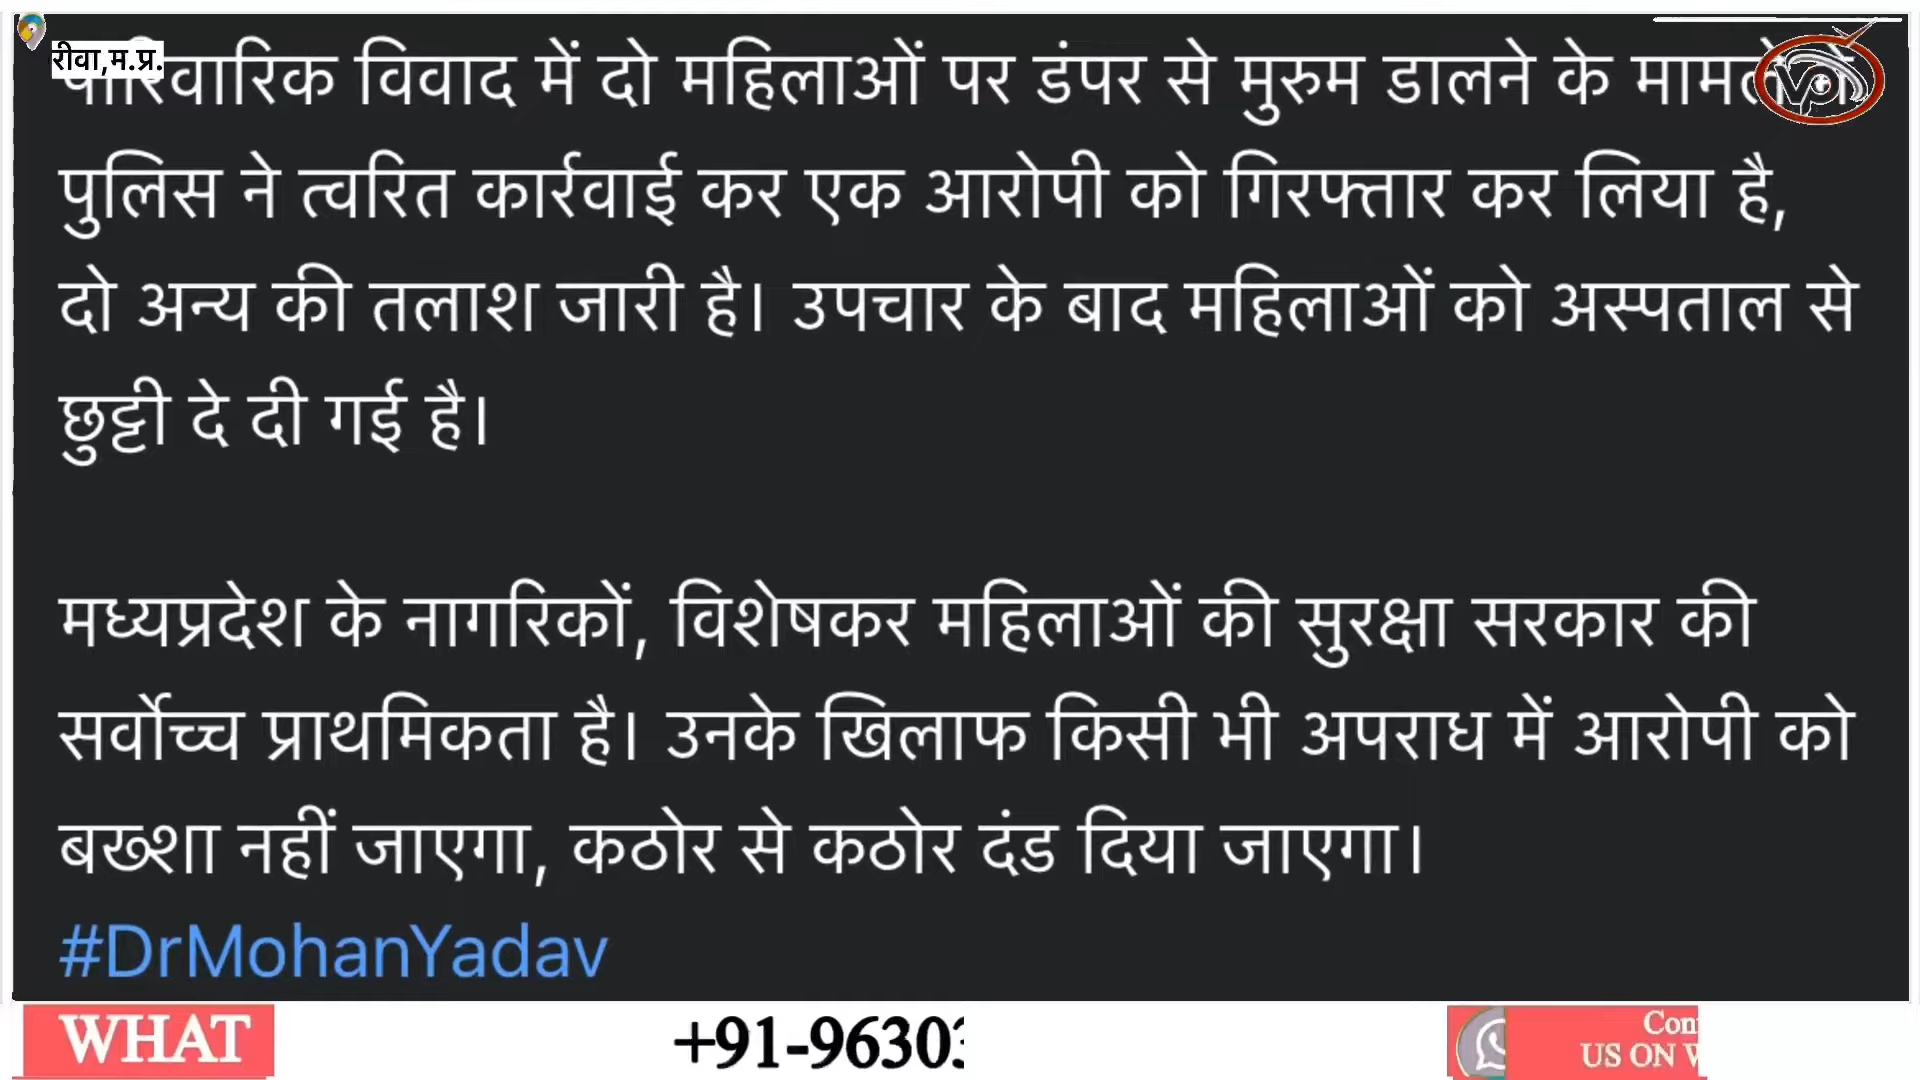 रीवा,म.प्र.
पारिवारिक विवाद में दो महिलाओं पर डंपर से मुरुम डालने के मामले
पुलिस ने त्वरित कार्रवाई कर एक आरोपी को गिरफ्तार कर लिया है,
दो अन्य की तलाश जारी है। उपचार के बाद महिलाओं को अस्पताल से
छुट्टी दे दी गई है।
मध्यप्रदेश के नागरिकों, विशेषकर महिलाओं की सुरक्षा सरकार की
सर्वोच्च प्राथमिकता है। उनके खिलाफ किसी भी अपराध में आरोपी को
बख्शा नहीं जाएगा, कठोर से कठोर दंड दिया जाएगा।
#DrMohanYadav
WHAT
+91-9630
Con
US ON